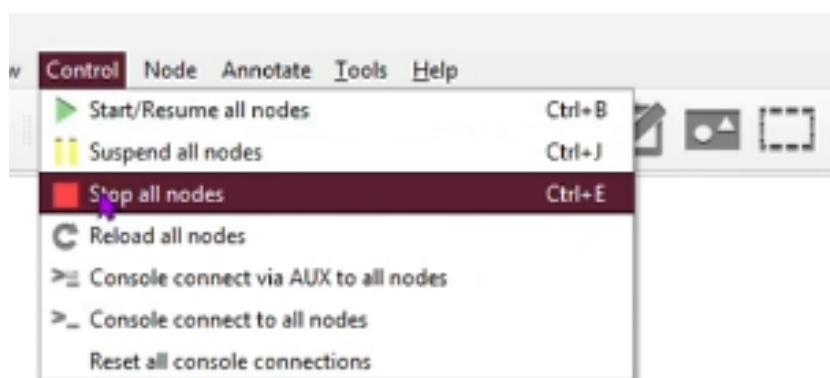 w Control Node Annotate Tools Help
Start/Resume all nodes Ctrl+B
Suspend all nodes Ctrl+J
Stop all nodes Ctrl+E
Reload all nodes
Console connect via AUX to all nodes
Console connect to all nodes
Reset all console connections